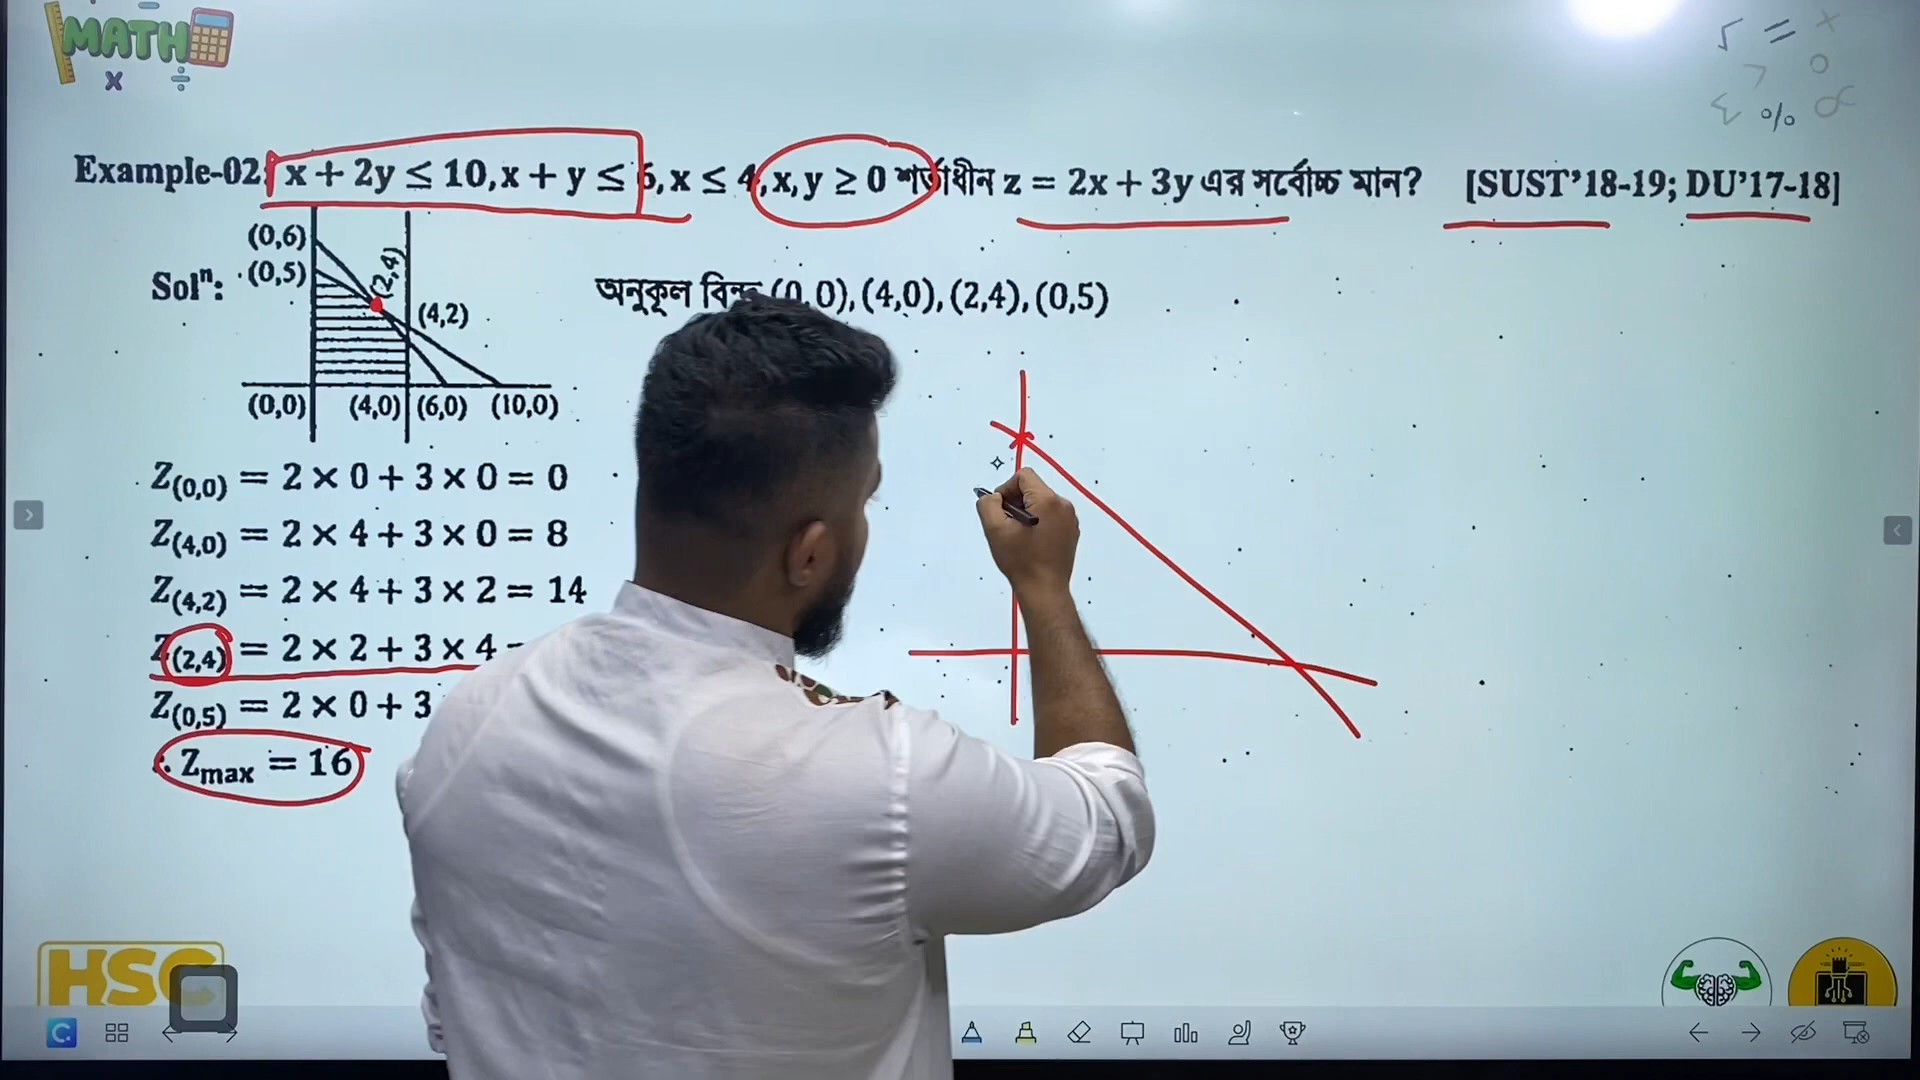 MATH
x ÷
√ = ×
> 0
Σ % ∝
Example-02: x + 2y ≤ 10, x + y ≤ 6, x ≤ 4, x, y ≥ 0 শর্তাধীন z = 2x + 3y এর সর্বোচ্চ মান? [SUST'18-19; DU'17-18]
Solⁿ:
(0,6)
(0,5)
(2,4)
(4,2)
(0,0) (4,0) (6,0) (10,0)
অনুকূল বিন্দু (0,0), (4,0), (2,4), (0,5)
Z(0,0) = 2 × 0 + 3 × 0 = 0
Z(4,0) = 2 × 4 + 3 × 0 = 8
Z(4,2) = 2 × 4 + 3 × 2 = 14
Z(2,4) = 2 × 2 + 3 × 4
Z(0,5) = 2 × 0 + 3
∴ Zmax = 16
HSC